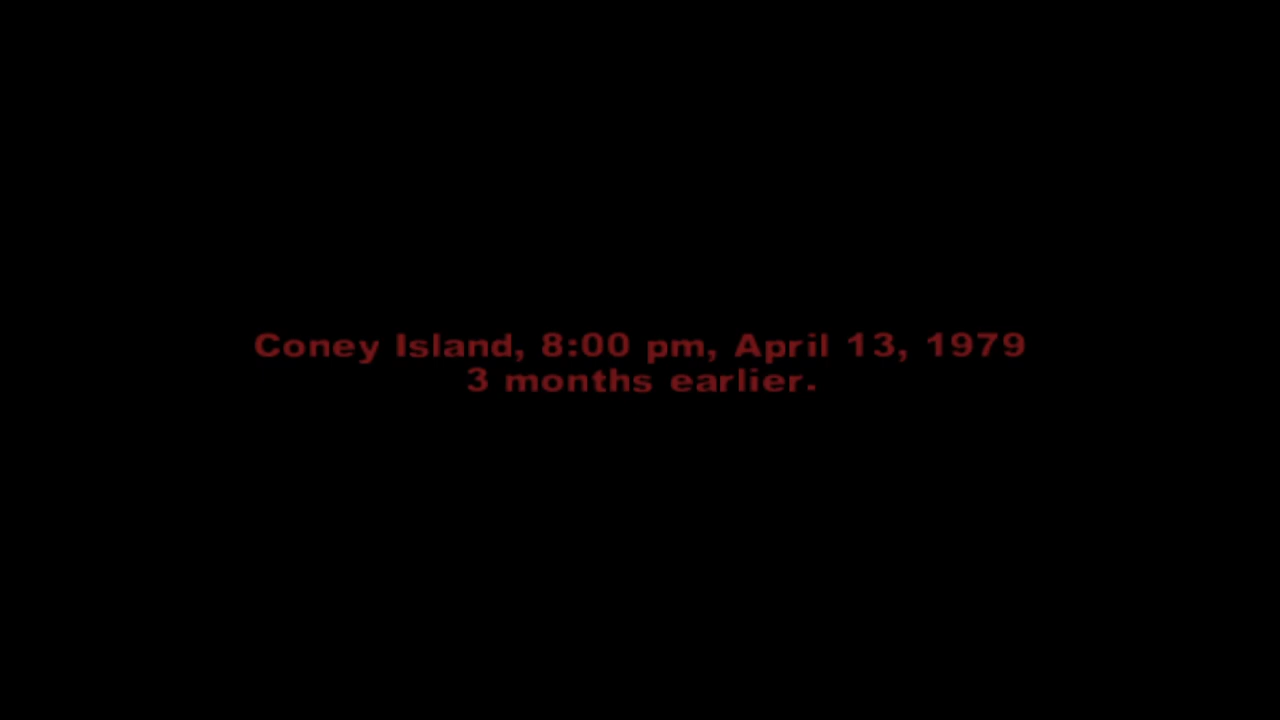 Coney Island, 8:00 pm, April 13, 1979
3 months earlier.